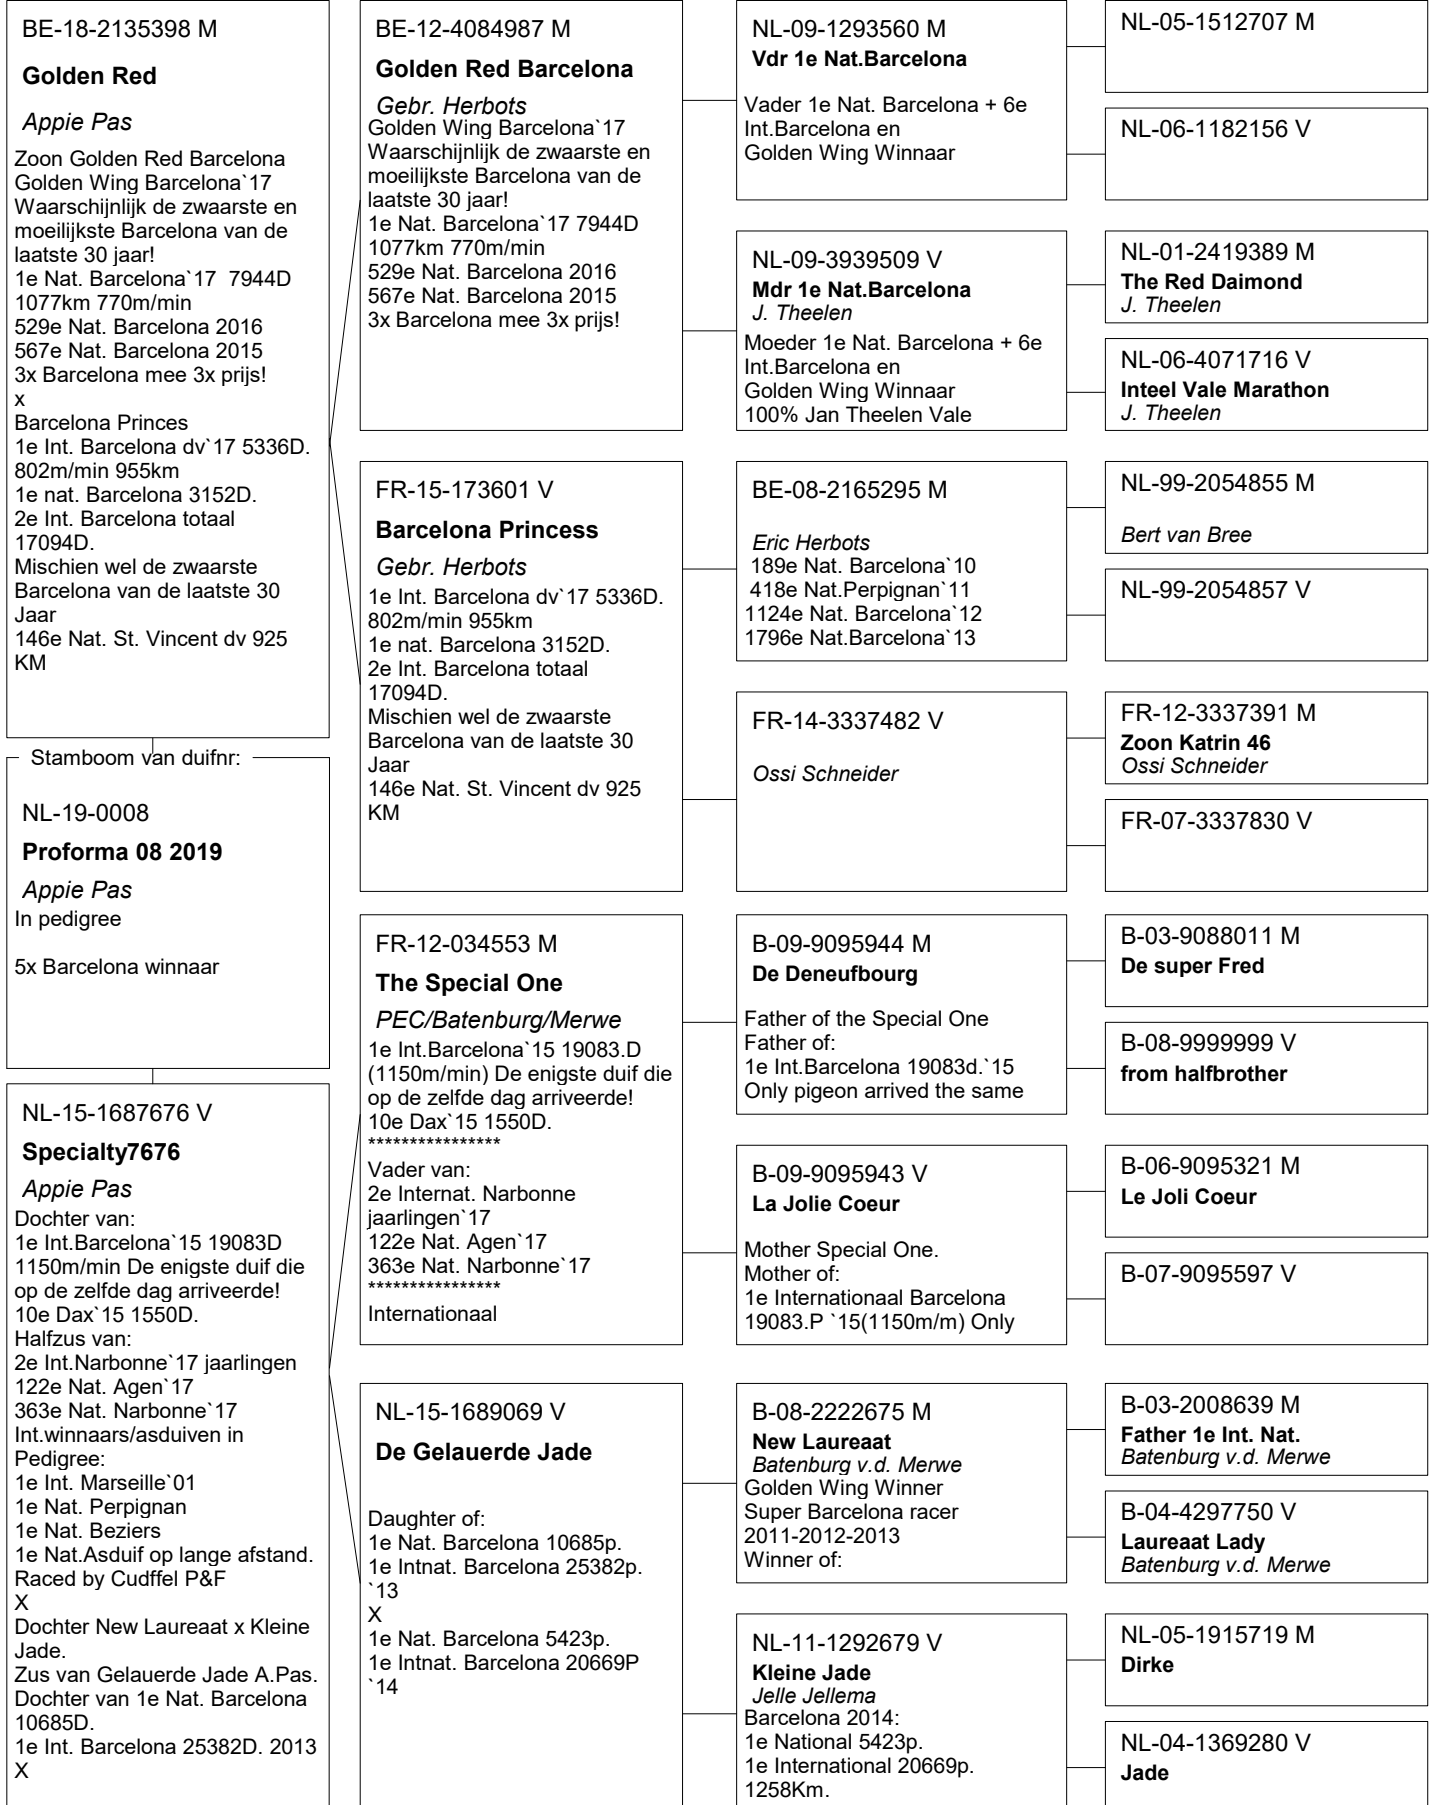 BE-18-2135398 M
Golden Red
Appie Pas
Zoon Golden Red Barcelona
Golden Wing Barcelona`17
Waarschijnlijk de zwaarste en
moeilijkste Barcelona van de
laatste 30 jaar!
1e Nat. Barcelona`17  7944D
1077km 770m/min
529e Nat. Barcelona 2016
567e Nat. Barcelona 2015
3x Barcelona mee 3x prijs!
x
Barcelona Princes
1e Int. Barcelona dv`17 5336D.
802m/min 955km
1e nat. Barcelona 3152D.
2e Int. Barcelona totaal
17094D.
Mischien wel de zwaarste
Barcelona van de laatste 30
Jaar
146e Nat. St. Vincent dv 925
KM
Stamboom van duifnr:
NL-19-0008
Proforma 08 2019
Appie Pas
In pedigree
5x Barcelona winnaar
NL-15-1687676 V
Specialty7676
Appie Pas
Dochter van:
1e Int.Barcelona`15 19083D
1150m/min De enigste duif die
op de zelfde dag arriveerde!
10e Dax`15 1550D.
Halfzus van:
2e Int.Narbonne`17 jaarlingen
122e Nat. Agen`17
363e Nat. Narbonne`17
Int.winnaars/asduiven in
Pedigree:
1e Int. Marseille`01
1e Nat. Perpignan
1e Nat. Beziers
1e Nat.Asduif op lange afstand.
Raced by Cudffel P&F
X
Dochter New Laureaat x Kleine
Jade.
Zus van Gelauerde Jade A.Pas.
Dochter van 1e Nat. Barcelona
10685D.
1e Int. Barcelona 25382D. 2013
X
BE-12-4084987 M
Golden Red Barcelona
Gebr. Herbots
Golden Wing Barcelona`17
Waarschijnlijk de zwaarste en
moeilijkste Barcelona van de
laatste 30 jaar!
1e Nat. Barcelona`17 7944D
1077km 770m/min
529e Nat. Barcelona 2016
567e Nat. Barcelona 2015
3x Barcelona mee 3x prijs!
FR-15-173601 V
Barcelona Princess
Gebr. Herbots
1e Int. Barcelona dv`17 5336D.
802m/min 955km
1e nat. Barcelona 3152D.
2e Int. Barcelona totaal
17094D.
Mischien wel de zwaarste
Barcelona van de laatste 30
Jaar
146e Nat. St. Vincent dv 925
KM
FR-12-034553 M
The Special One
PEC/Batenburg/Merwe
1e Int.Barcelona`15 19083.D
(1150m/min) De enigste duif die
op de zelfde dag arriveerde!
10e Dax`15 1550D.
****************
Vader van:
2e Internat. Narbonne
jaarlingen`17
122e Nat. Agen`17
363e Nat. Narbonne`17
****************
Internationaal
NL-15-1689069 V
De Gelauerde Jade
Daughter of:
1e Nat. Barcelona 10685p.
1e Intnat. Barcelona 25382p.
`13
X
1e Nat. Barcelona 5423p.
1e Intnat. Barcelona 20669P
`14
NL-09-1293560 M
Vdr 1e Nat.Barcelona
Vader 1e Nat. Barcelona + 6e
Int.Barcelona en
Golden Wing Winnaar
NL-09-3939509 V
Mdr 1e Nat.Barcelona
J. Theelen
Moeder 1e Nat. Barcelona + 6e
Int.Barcelona en
Golden Wing Winnaar
100% Jan Theelen Vale
BE-08-2165295 M
Eric Herbots
189e Nat. Barcelona`10
418e Nat.Perpignan`11
1124e Nat. Barcelona`12
1796e Nat.Barcelona`13
FR-14-3337482 V
Ossi Schneider
B-09-9095944 M
De Deneufbourg
Father of the Special One
Father of:
1e Int.Barcelona 19083d.`15
Only pigeon arrived the same
B-09-9095943 V
La Jolie Coeur
Mother Special One.
Mother of:
1e Internationaal Barcelona
19083.P `15(1150m/m) Only
B-08-2222675 M
New Laureaat
Batenburg v.d. Merwe
Golden Wing Winner
Super Barcelona racer
2011-2012-2013
Winner of:
NL-11-1292679 V
Kleine Jade
Jelle Jellema
Barcelona 2014:
1e National 5423p.
1e International 20669p.
1258Km.
NL-05-1512707 M
NL-06-1182156 V
NL-01-2419389 M
The Red Daimond
J. Theelen
NL-06-4071716 V
Inteel Vale Marathon
J. Theelen
NL-99-2054855 M
Bert van Bree
NL-99-2054857 V
FR-12-3337391 M
Zoon Katrin 46
Ossi Schneider
FR-07-3337830 V
B-03-9088011 M
De super Fred
B-08-9999999 V
from halfbrother
B-06-9095321 M
Le Joli Coeur
B-07-9095597 V
B-03-2008639 M
Father 1e Int. Nat.
Batenburg v.d. Merwe
B-04-4297750 V
Laureaat Lady
Batenburg v.d. Merwe
NL-05-1915719 M
Dirke
NL-04-1369280 V
Jade